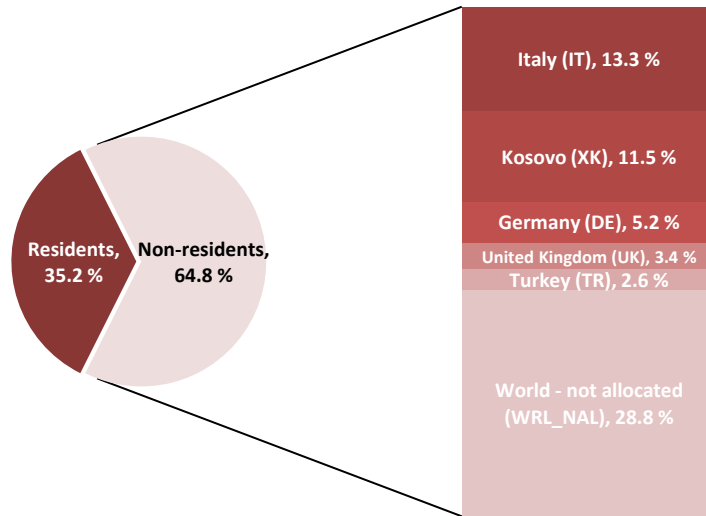 Residents,
35.2 %
Non-residents,
64.8 %
Italy (IT), 13.3 %
Kosovo (XK), 11.5 %
Germany (DE), 5.2 %
United Kingdom (UK), 3.4 %
Turkey (TR), 2.6 %
World - not allocated
(WRL_NAL), 28.8 %